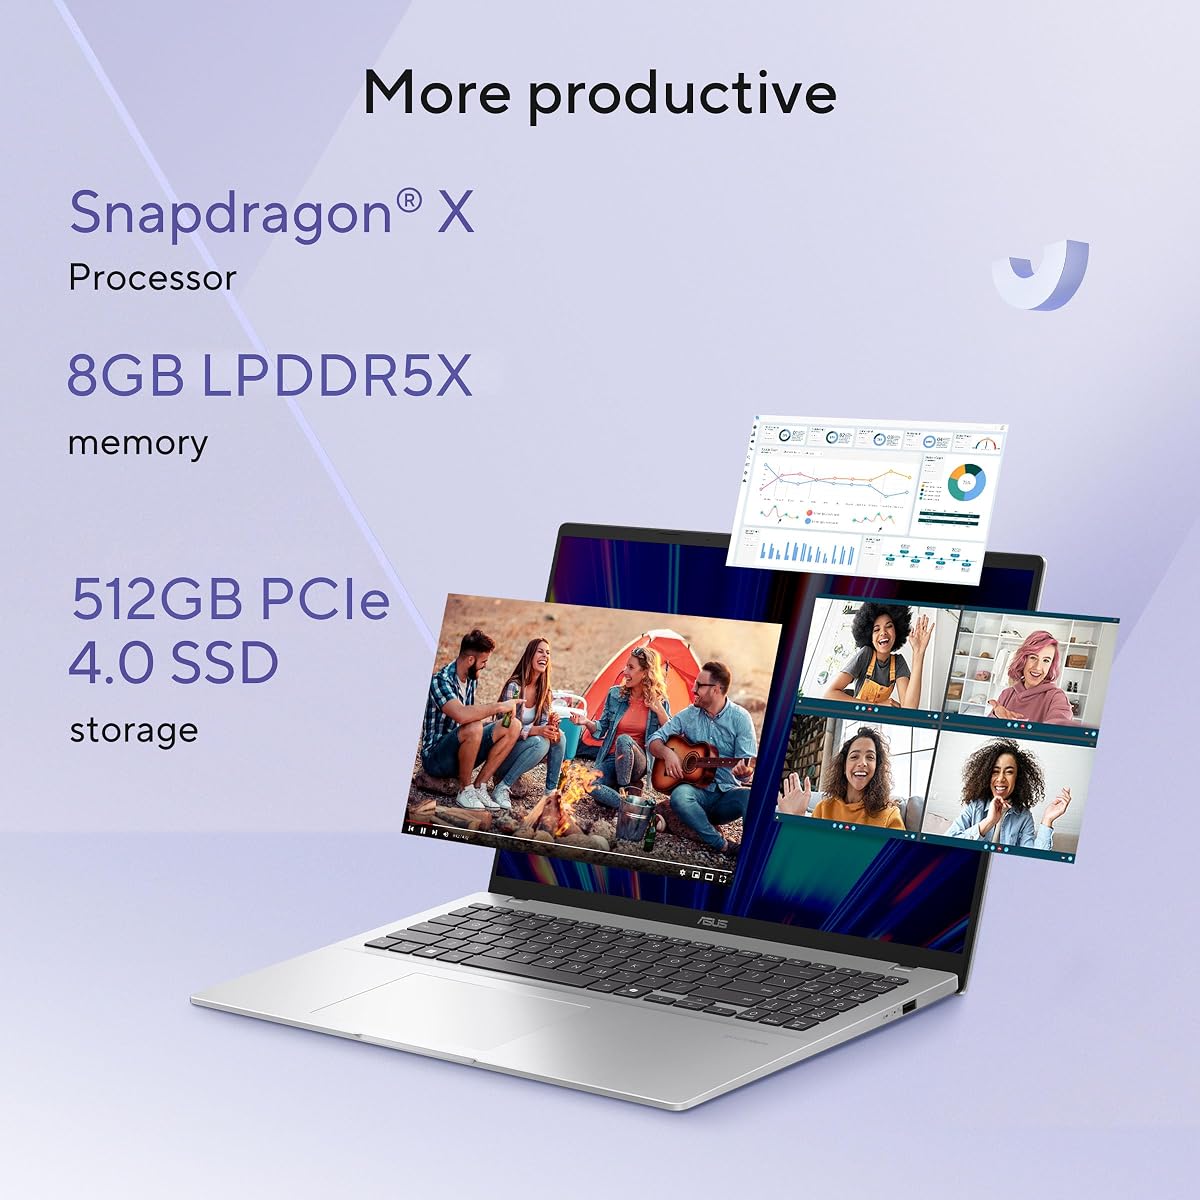 More productive
Snapdragon® X
Processor
8GB LPDDR5X
memory
512GB PCIe
4.0 SSD
storage
ASUS